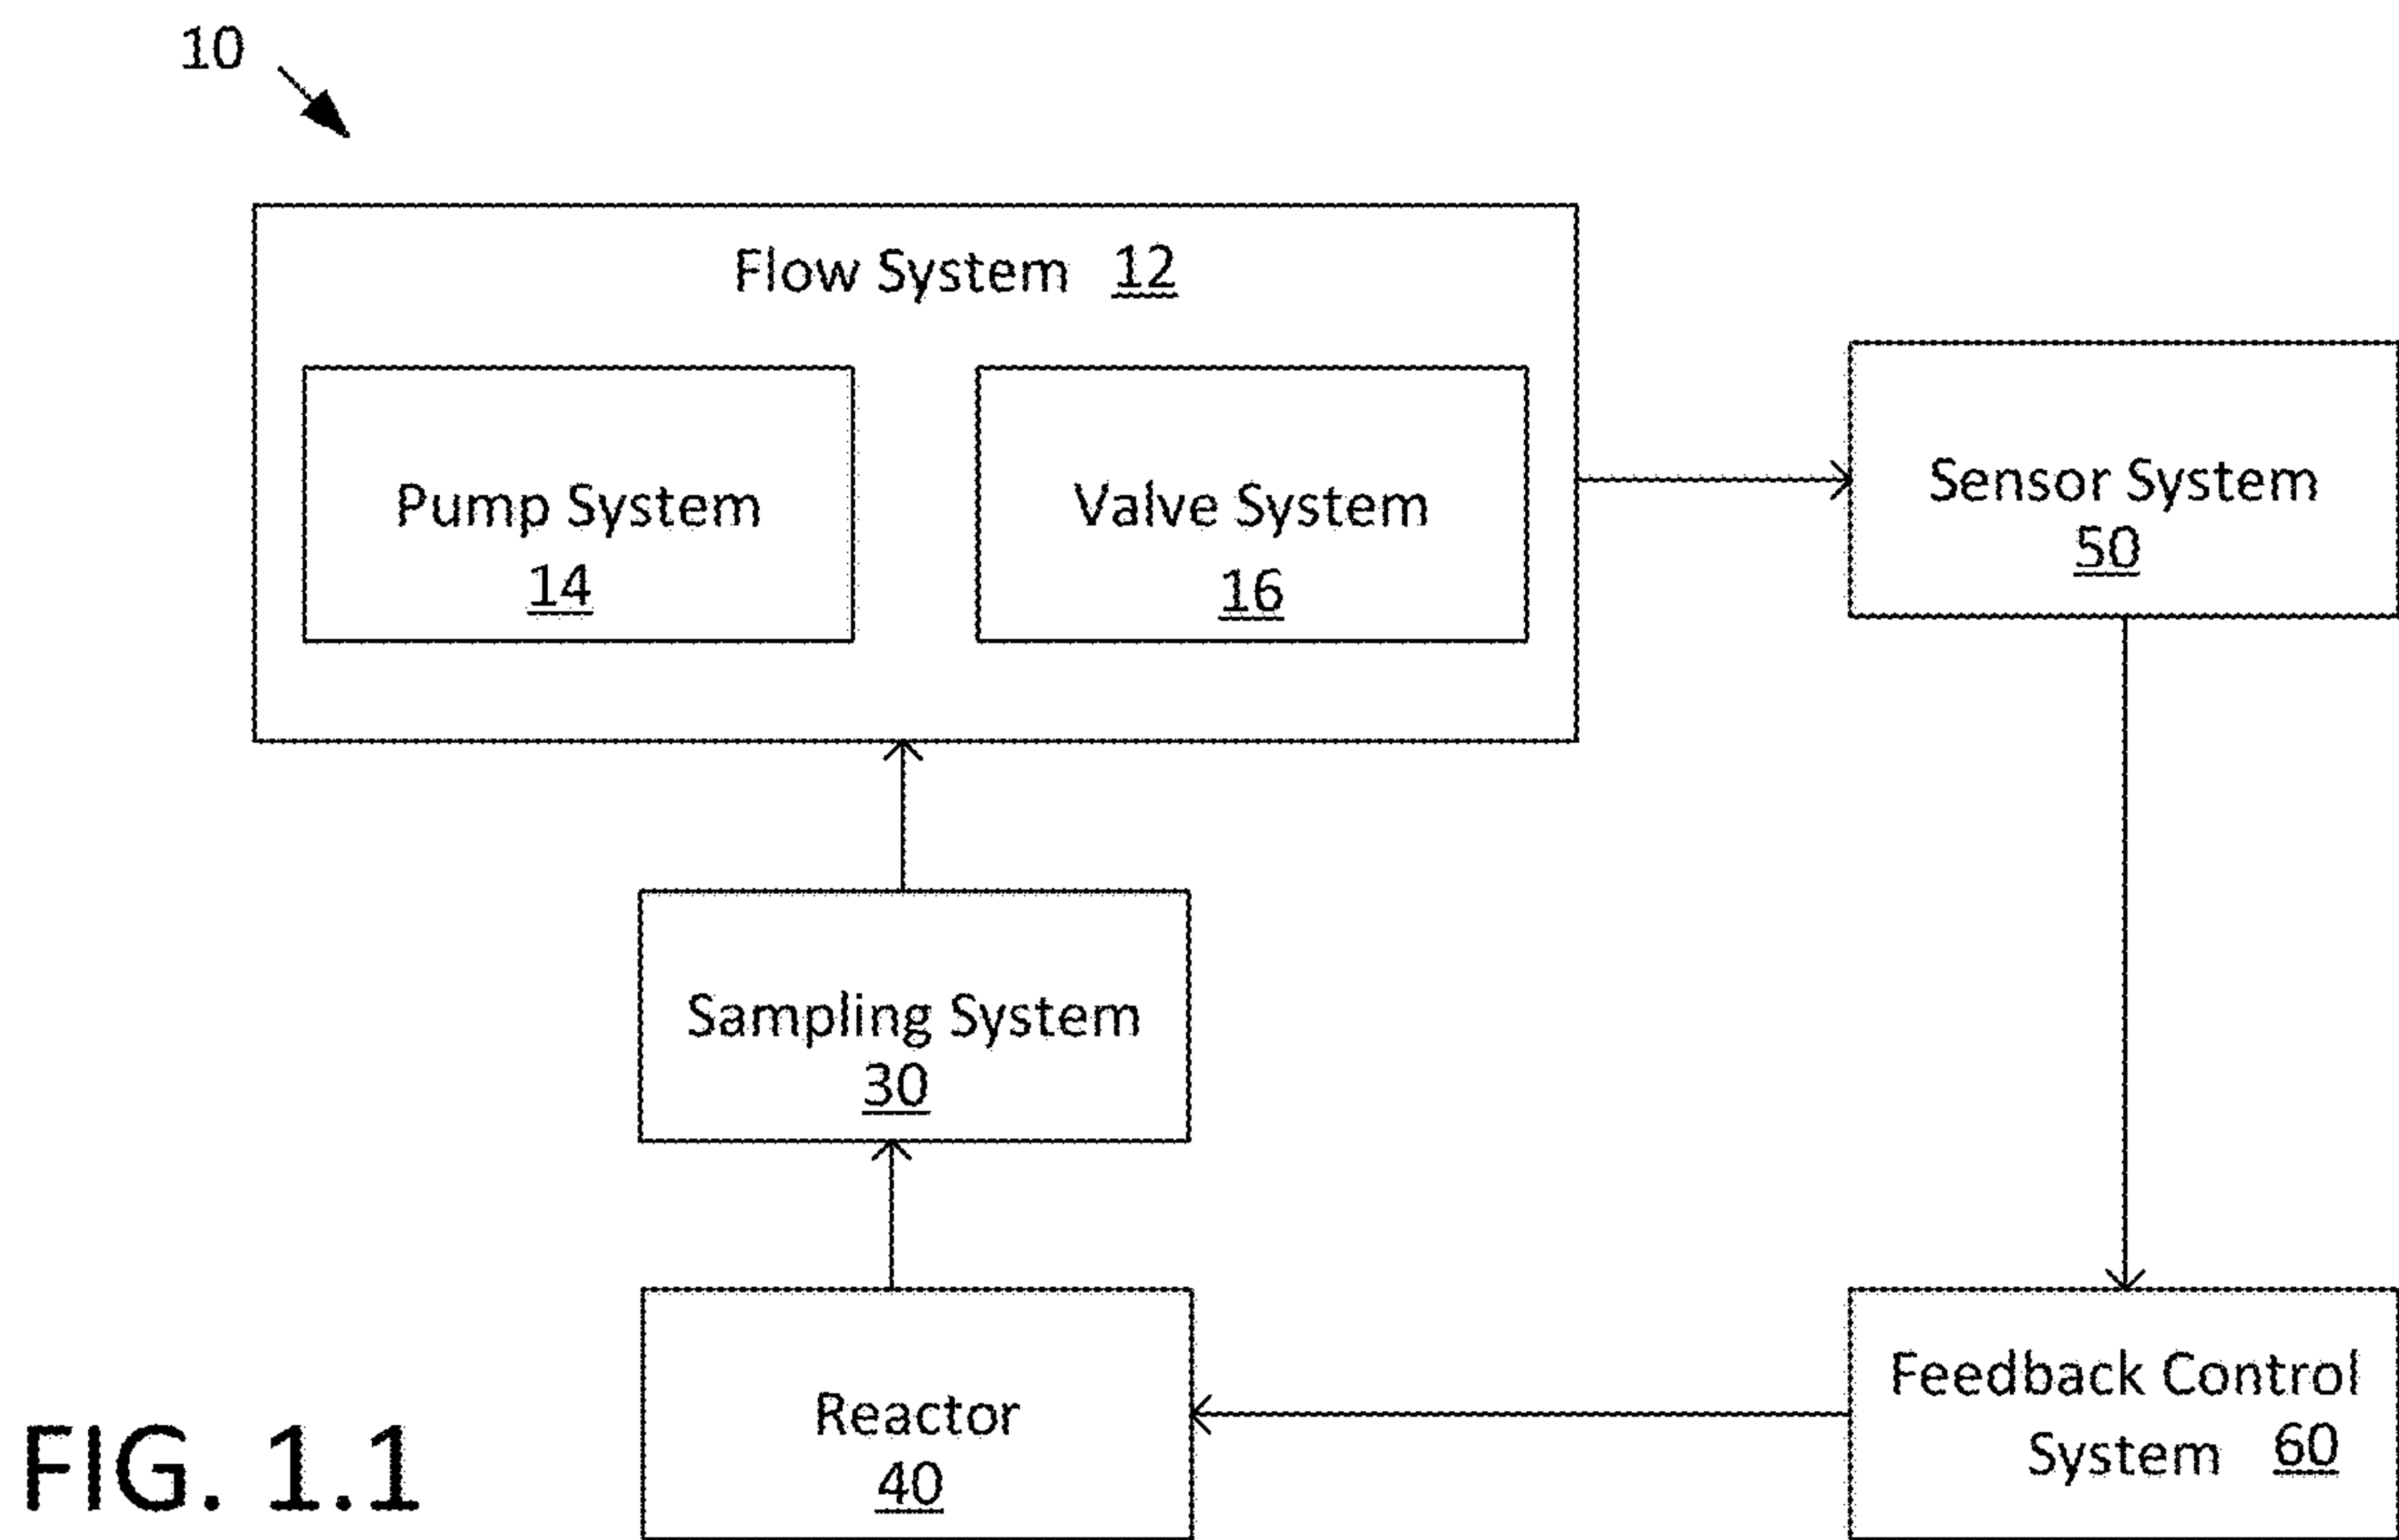 10
Flow System 12
Pump System
14
Valve System
16
Sensor System
50
Sampling System
30
Reactor
40
Feedback Control
System 60
FIG. 1.1